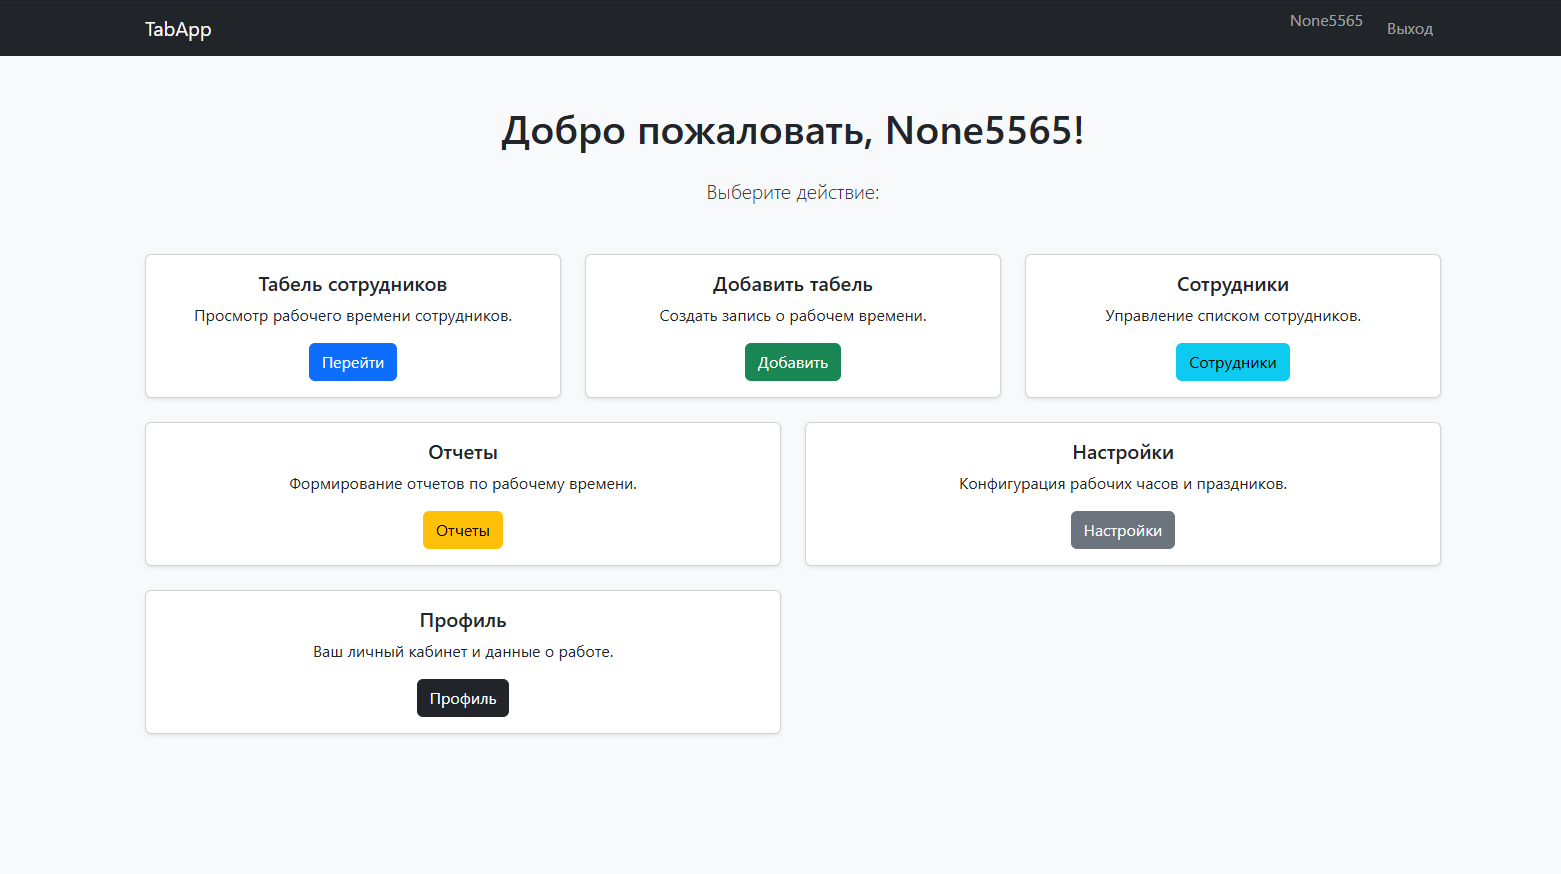 TabApp
None5565
Выход
Добро пожаловать, None5565!
Выберите действие:
Табель сотрудников
Просмотр рабочего времени сотрудников.
Перейти
Добавить табель
Создать запись о рабочем времени.
Добавить
Сотрудники
Управление списком сотрудников.
Сотрудники
Отчеты
Формирование отчетов по рабочему времени.
Отчеты
Настройки
Конфигурация рабочих часов и праздников.
Настройки
Профиль
Ваш личный кабинет и данные о работе.
Профиль